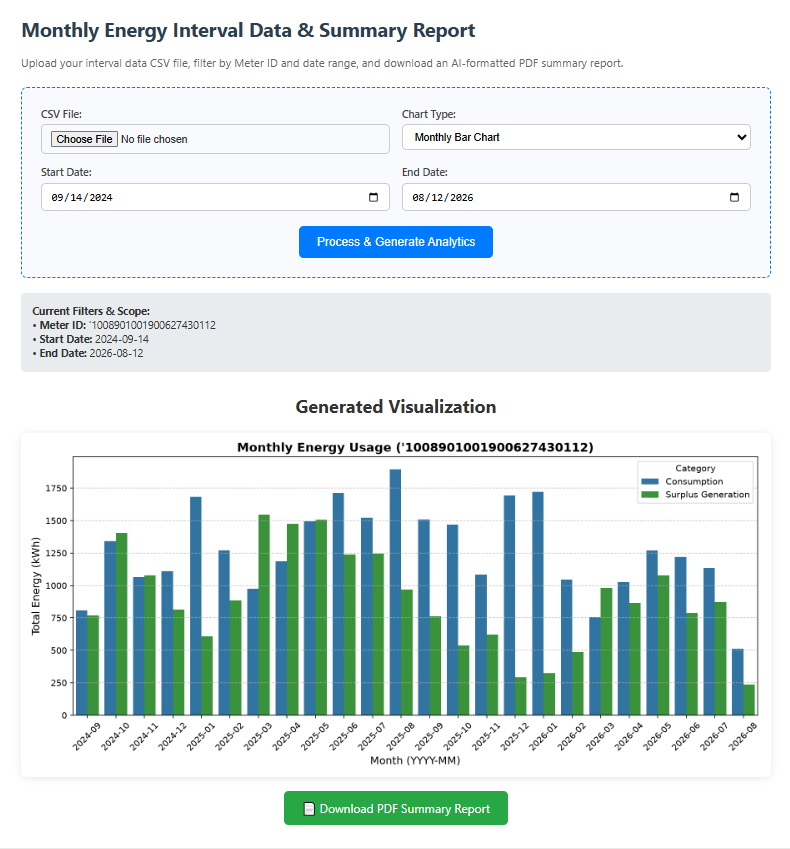 Monthly Energy Interval Data & Summary Report
Upload your interval data CSV file, filter by Meter ID and date range, and download an AI-formatted PDF summary report.
CSV File:
Choose File No file chosen
Chart Type:
Monthly Bar Chart
Start Date:
09/14/2024
End Date:
08/12/2026
Process & Generate Analytics
Current Filters & Scope:
• Meter ID: '1008901001900627430112
• Start Date: 2024-09-14
• End Date: 2026-08-12
Generated Visualization
Monthly Energy Usage ('1008901001900627430112)
Category
Consumption
Surplus Generation
Total Energy (kWh)
1750
1500
1250
1000
750
500
250
0
2024-09
2024-10
2024-11
2024-12
2025-01
2025-02
2025-03
2025-04
2025-05
2025-06
2025-07
2025-08
2025-09
2025-10
2025-11
2025-12
2026-01
2026-02
2026-03
2026-04
2026-05
2026-06
2026-07
2026-08
Month (YYYY-MM)
Download PDF Summary Report